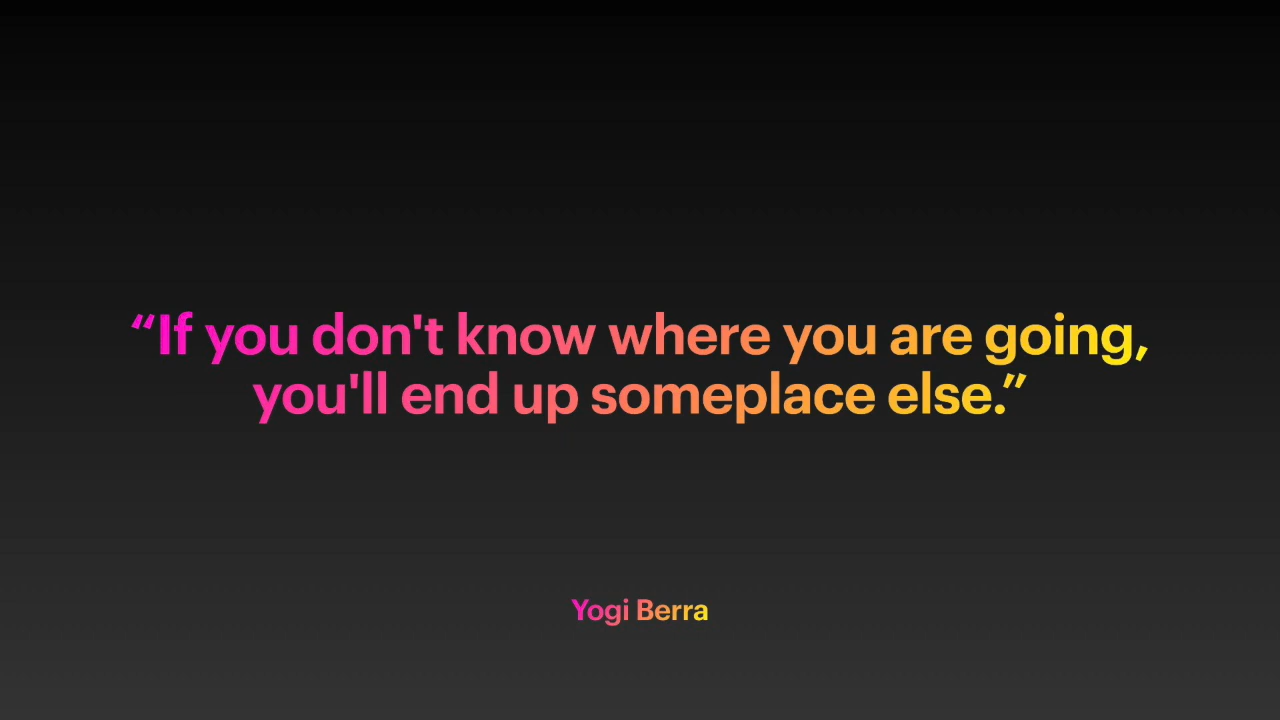 “If you don't know where you are going,
you'll end up someplace else.”
Yogi Berra